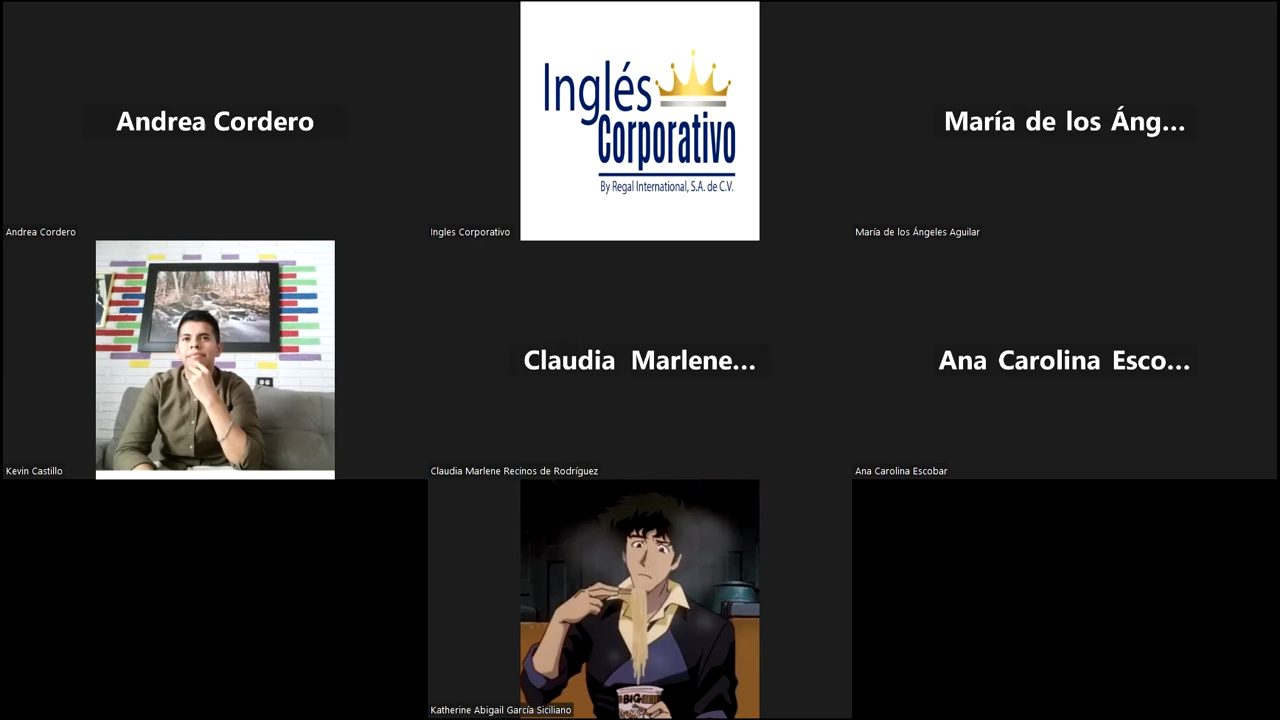 Andrea Cordero
Inglés
Corporativo
By Regal International, S.A. de C.V.
María de los Áng...
Andrea Cordero
Ingles Corporativo
María de los Ángeles Aguilar
Claudia Marlene...
Ana Carolina Esco...
Kevin Castillo
Claudia Marlene Recinos de Rodríguez
Ana Carolina Escobar
BIG
Katherine Abigail García Siciliano